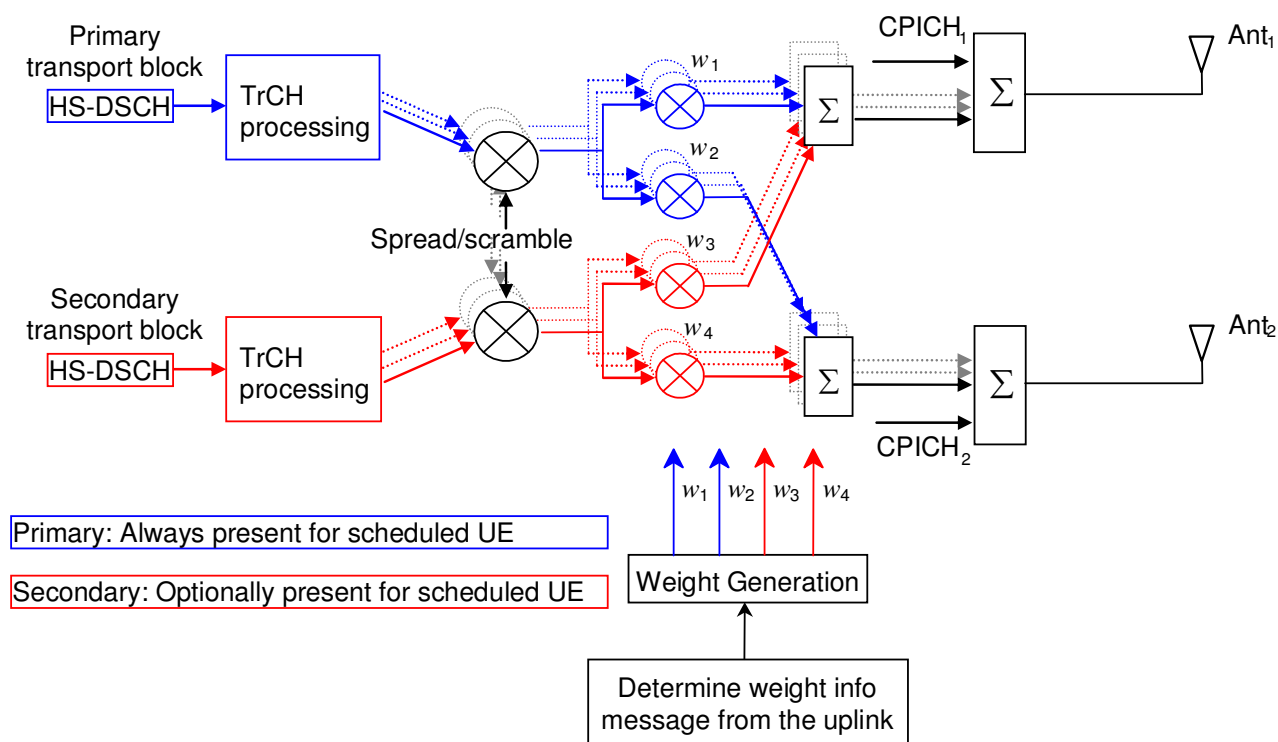 Primary
transport block
HS-DSCH
TrCH
processing
w1
w2
Σ
CPICH1
Σ
Ant1
Spread/scramble
Secondary
transport block
HS-DSCH
TrCH
processing
w3
w4
Σ
CPICH2
Σ
Ant2
w1 w2 w3 w4
Primary: Always present for scheduled UE
Secondary: Optionally present for scheduled UE
Weight Generation
Determine weight info
message from the uplink